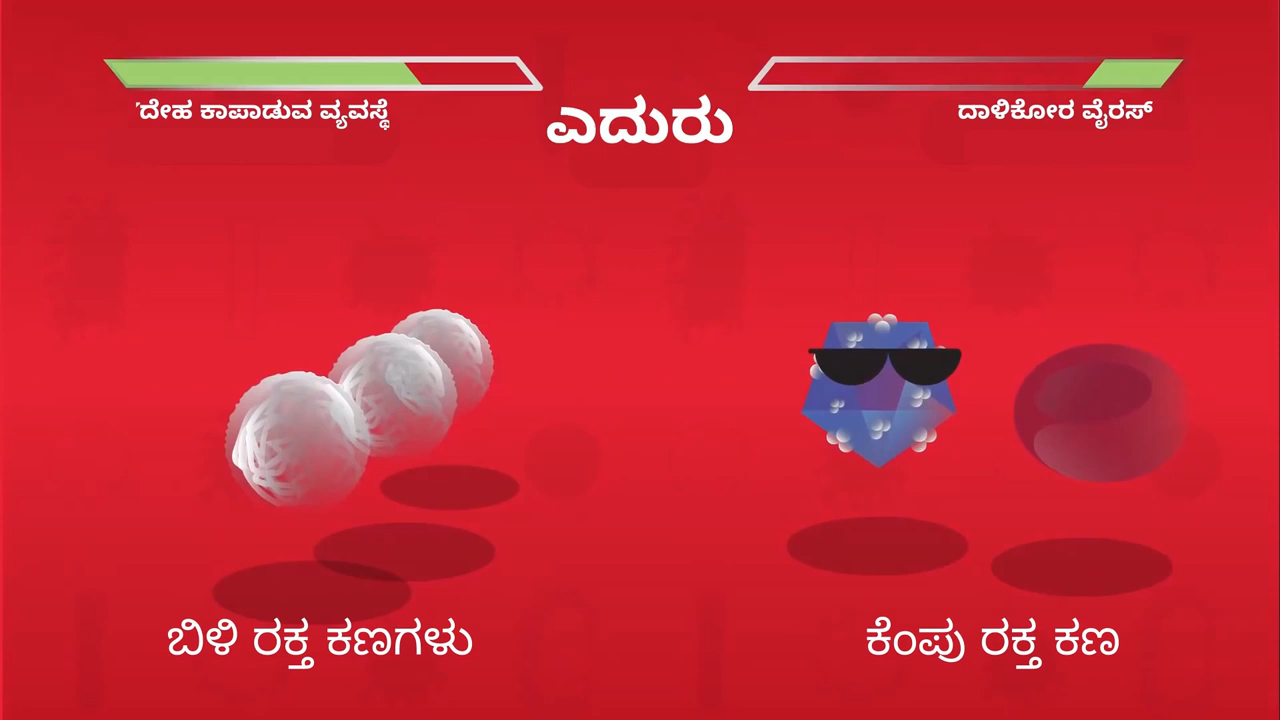 'ದೇಹ ಕಾಪಾಡುವ ವ್ಯವಸ್ಥೆ
ಎದುರು
ದಾಳಿಕೋರ ವೈರಸ್
ಬಿಳಿ ರಕ್ತ ಕಣಗಳು
ಕೆಂಪು ರಕ್ತ ಕಣ